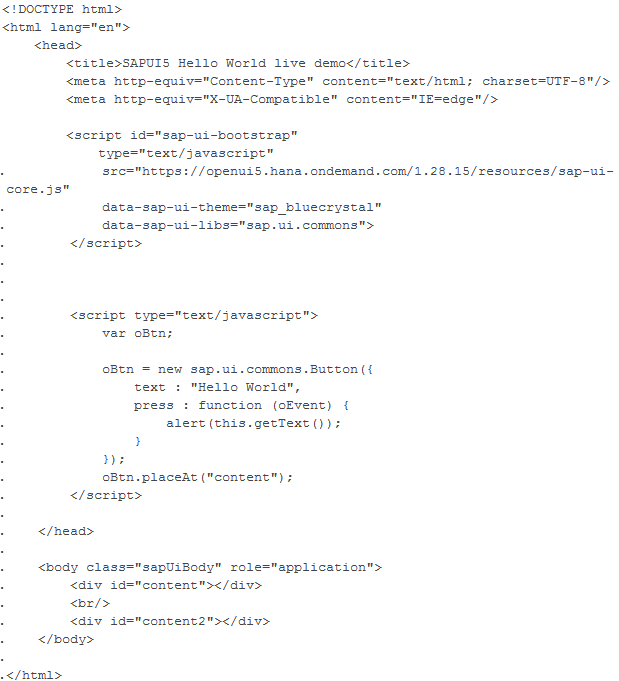 <!DOCTYPE html>
<html lang="en">
    <head>
        <title>SAPUI5 Hello World live demo</title>
        <meta http-equiv="Content-Type" content="text/html; charset=UTF-8"/>
        <meta http-equiv="X-UA-Compatible" content="IE=edge"/>

        <script id="sap-ui-bootstrap"
            type="text/javascript"
.            src="https://openui5.hana.ondemand.com/1.28.15/resources/sap-ui-
core.js"
.            data-sap-ui-theme="sap_bluecrystal"
.            data-sap-ui-libs="sap.ui.commons">
.        </script>
.
.
.
.        <script type="text/javascript">
.            var oBtn;
.
.            oBtn = new sap.ui.commons.Button({
.                text : "Hello World",
.                press : function (oEvent) {
.                    alert(this.getText());
.                }
.            });
.            oBtn.placeAt("content");
.        </script>
.
.    </head>
.
.    <body class="sapUiBody" role="application">
.        <div id="content"></div>
.        <br/>
.        <div id="content2"></div>
.    </body>
.
.</html>